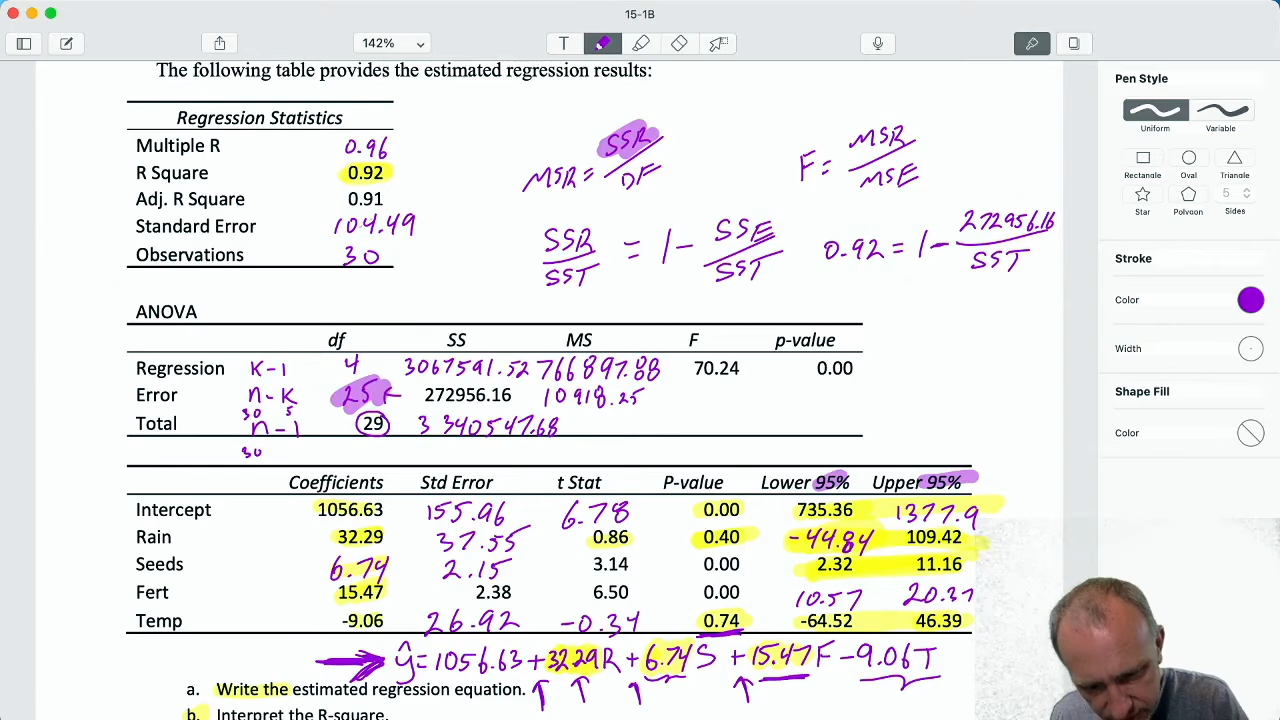 15-1B
142%
T
Pen Style
Uniform
Variable
Rectangle
Oval
Triangle
Star
Polygon
5
Sides
Stroke
Color
Width
Shape Fill
Color
The following table provides the estimated regression results:
Regression Statistics
Multiple R 0.96
R Square 0.92
Adj. R Square 0.91
Standard Error 104.49
Observations 30
MSR = SSR / DF
F = MSR / MSE
SSR / SST = 1 - SSE / SST
0.92 = 1 - 272956.16 / SST
ANOVA
df SS MS F p-value
Regression K-1 4 3067591.52 766897.88 70.24 0.00
Error n-K 25 272956.16 10918.25
30 5
Total n-1 29 3340547.68
30
Coefficients Std Error t Stat P-value Lower 95% Upper 95%
Intercept 1056.63 155.96 6.78 0.00 735.36 1377.9
Rain 32.29 37.55 0.86 0.40 -44.84 109.42
Seeds 6.74 2.15 3.14 0.00 2.32 11.16
Fert 15.47 2.38 6.50 0.00 10.57 20.37
Temp -9.06 26.92 -0.34 0.74 -64.52 46.39
ŷ = 1056.63 + 32.29R + 6.74S + 15.47F - 9.06T
a. Write the estimated regression equation.
b. Interpret the R-square.